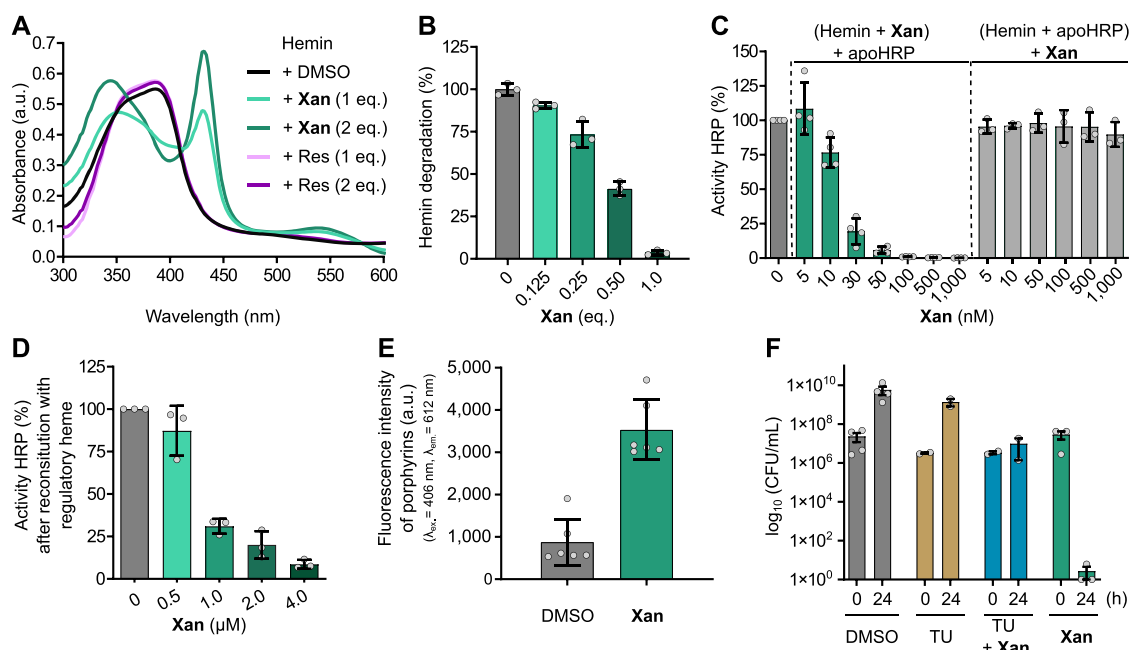 A
Absorbance (a.u.)
0.7
0.6
0.5
0.4
0.3
0.2
0.1
0.0
300 350 400 450 500 550 600
Wavelength (nm)
Hemin
+ DMSO
+ Xan (1 eq.)
+ Xan (2 eq.)
+ Res (1 eq.)
+ Res (2 eq.)
B
Hemin degradation (%)
125
100
75
50
25
0
0 0.125 0.25 0.50 1.0
Xan (eq.)
C
(Hemin + Xan)
+ apoHRP
(Hemin + apoHRP)
+ Xan
Activity HRP (%)
150
125
100
75
50
25
0
0 5 10 30 50 100 500 1,000 5 10 50 100 500 1,000
Xan (nM)
D
Activity HRP (%)
after reconsitution with
regulatory heme
125
100
75
50
25
0
0 0.5 1.0 2.0 4.0
Xan (µM)
E
Fluorescence intensity
of porphyrins (a.u.)
(λex.= 406 nm, λem.= 612 nm)
5,000
4,000
3,000
2,000
1,000
0
DMSO Xan
F
log₁₀ (CFU/mL)
1×10¹⁰
1×10⁸
1×10⁶
1×10⁴
1×10²
1×10⁰
0 24 0 24 0 24 0 24 (h)
DMSO TU TU Xan
+ Xan